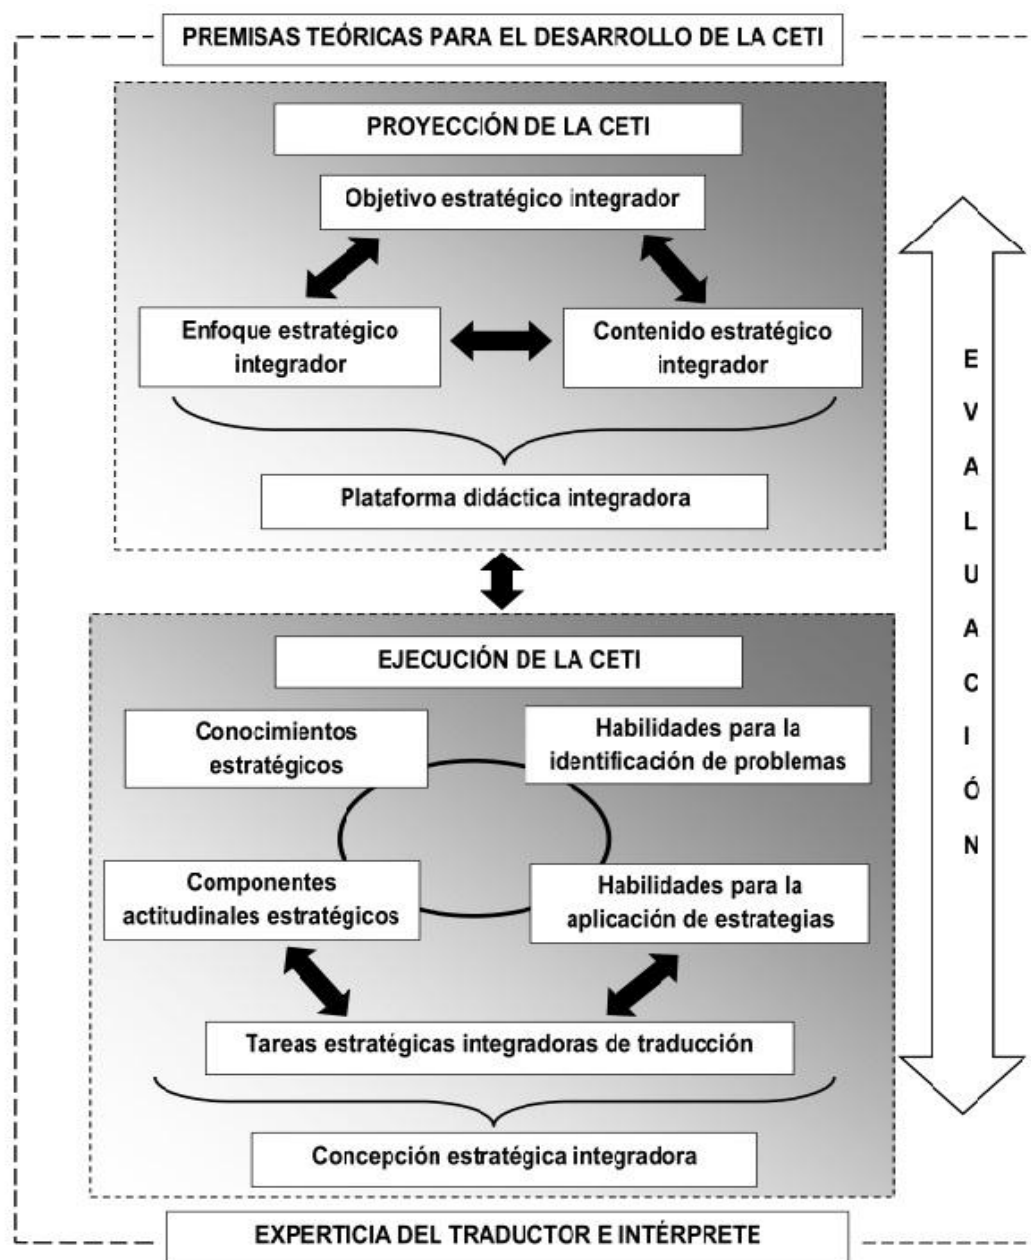 PREMISAS TEÓRICAS PARA EL DESARROLLO DE LA CETI
PROYECCIÓN DE LA CETI
Objetivo estratégico integrador
Enfoque estratégico
integrador
Contenido estratégico
integrador
Plataforma didáctica integradora
EJECUCIÓN DE LA CETI
Conocimientos
estratégicos
Habilidades para la
identificación de problemas
Componentes
actitudinales estratégicos
Habilidades para la
aplicación de estrategias
Tareas estratégicas integradoras de traducción
Concepción estratégica integradora
EXPERTICIA DEL TRADUCTOR E INTÉRPRETE
EVALUACIÓN